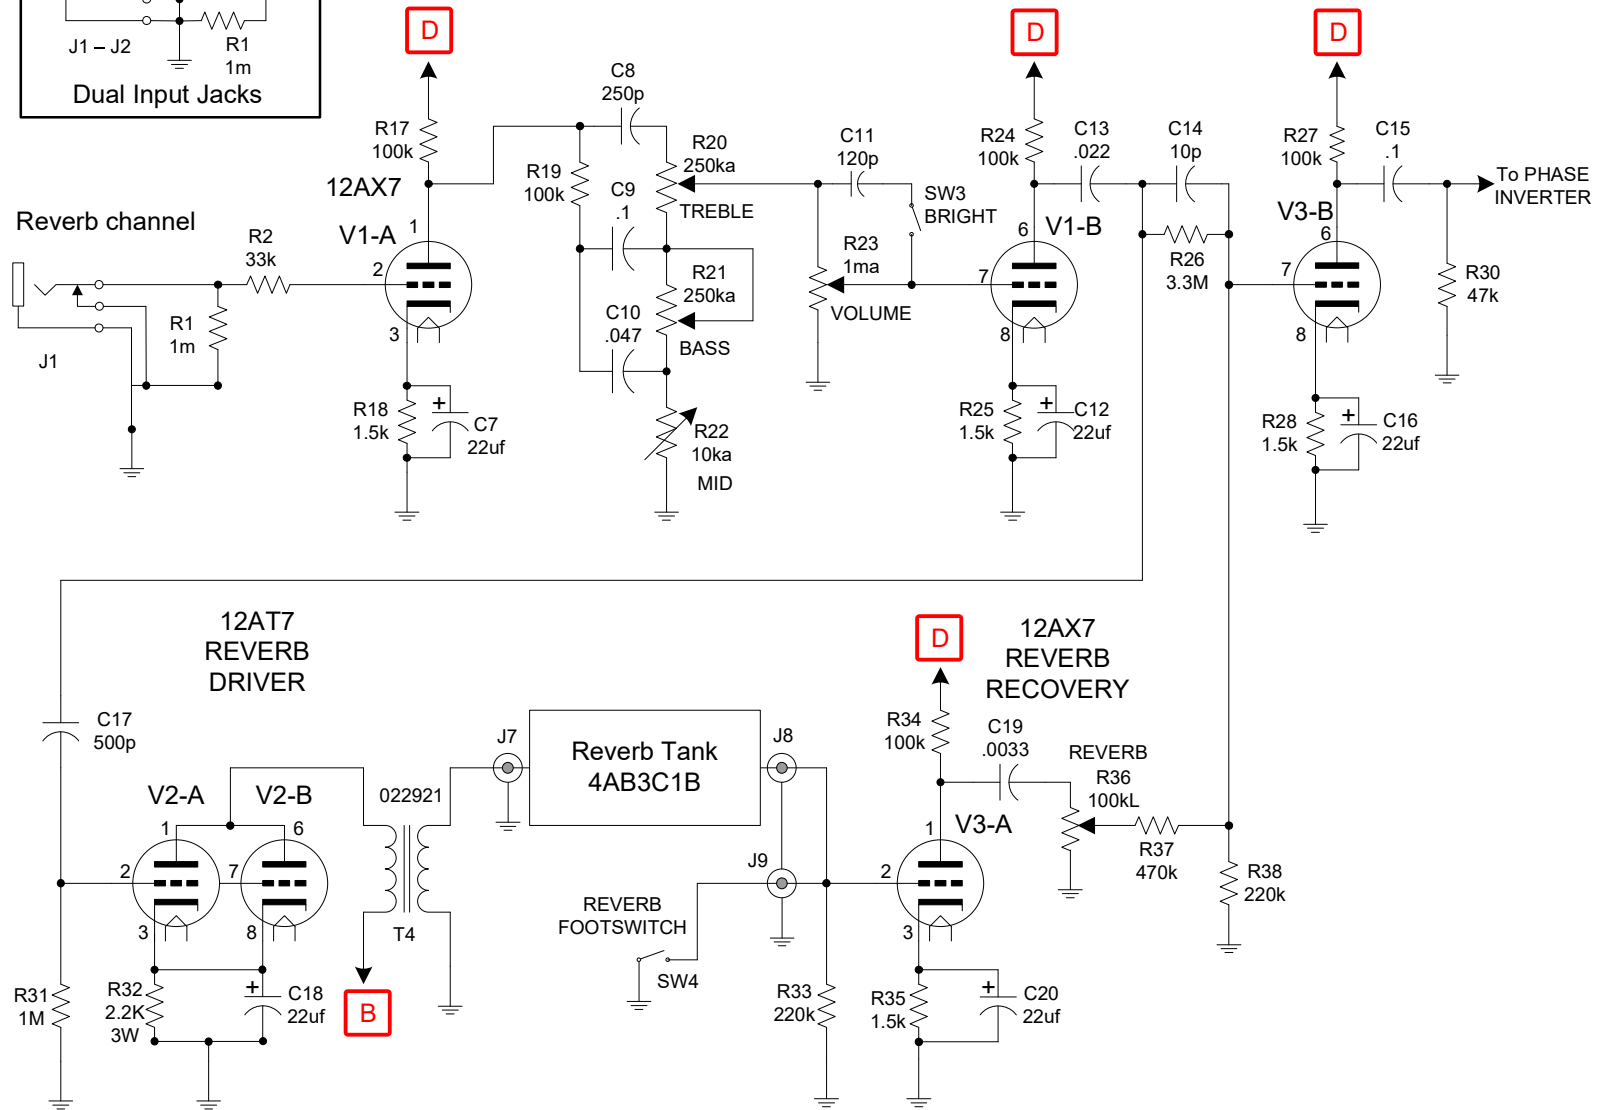 J1 – J2
R1
1m
Dual Input Jacks
D
D
D
R17
100k
12AX7
C8
250p
R19
100k
R20
250ka
TREBLE
C9
.1
C11
120p
SW3
BRIGHT
R24
100k
C13
.022
C14
10p
R27
100k
C15
.1
To PHASE
INVERTER
Reverb channel
R2
33k
V1-A
1
2
3
R1
1m
J1
R21
250ka
BASS
C10
.047
R23
1ma
VOLUME
V1-B
6
7
8
R26
3.3M
V3-B
6
7
8
R30
47k
R18
1.5k
+
C7
22uf
R22
10ka
MID
R25
1.5k
+
C12
22uf
R28
1.5k
+
C16
22uf
12AT7
REVERB
DRIVER
D
12AX7
REVERB
RECOVERY
C17
500p
V2-A
V2-B
1
6
2
7
3
8
022921
T4
J7
Reverb Tank
4AB3C1B
J8
J9
R34
100k
C19
.0033
REVERB
R36
100kL
V3-A
1
2
3
R37
470k
R38
220k
REVERB
FOOTSWITCH
SW4
R31
1M
R32
2.2K
3W
+
C18
22uf
B
R33
220k
R35
1.5k
+
C20
22uf